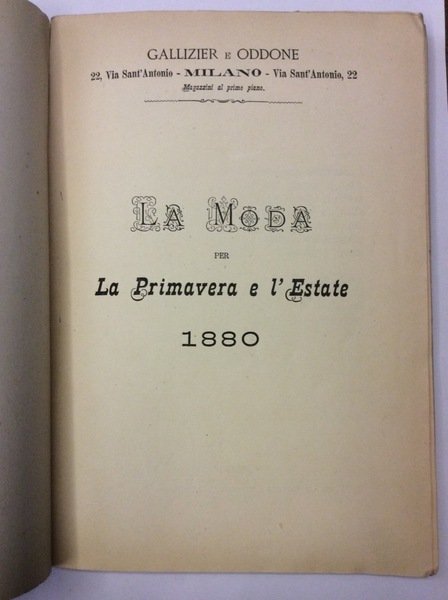 GALLIZIER E ODDONE
22, Via Sant'Antonio - MILANO - Via Sant'Antonio, 22
Magazzini al primo piano.
LA MODA
PER
La Primavera e l'Estate
1880